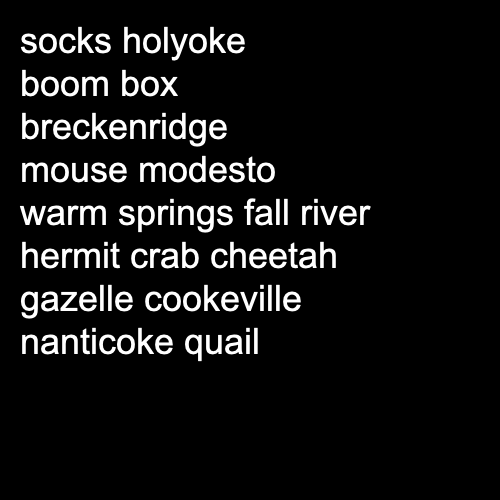 socks holyoke
boom box
breckenridge
mouse modesto
warm springs fall river
hermit crab cheetah
gazelle cookeville
nanticoke quail